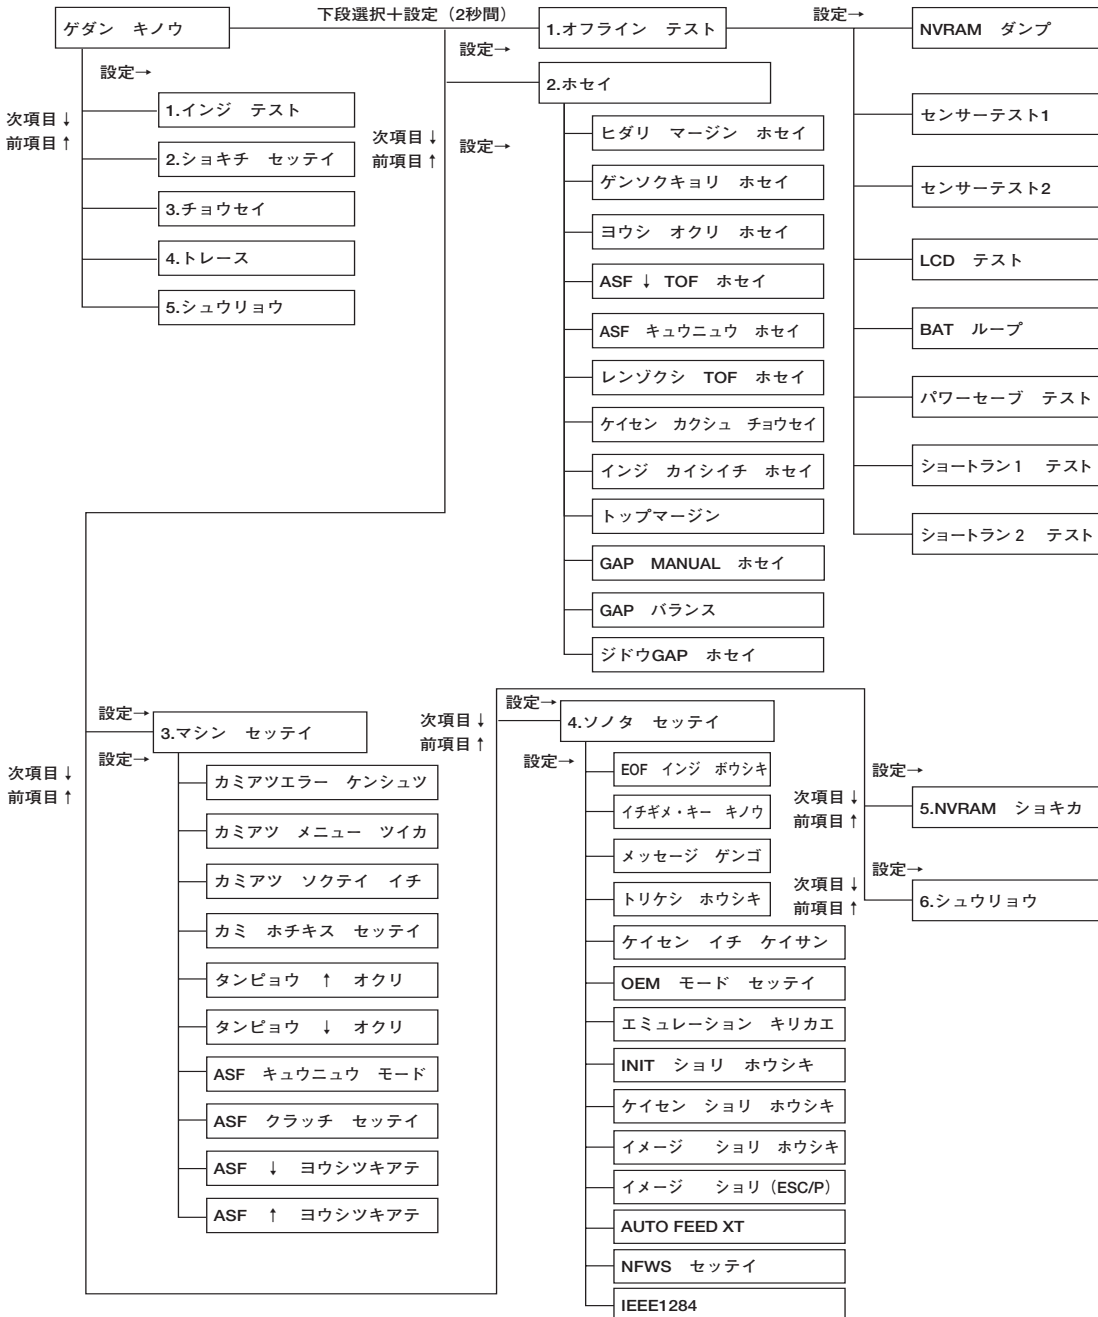 ゲダン　キノウ
下段選択＋設定（2秒間）
設定→
1.インジ　テスト
次項目↓
前項目↑
2.ショキチ　セッテイ
3.チョウセイ
4.トレース
5.シュウリョウ
設定→
次項目↓
前項目↑
設定→
1.オフライン　テスト
2.ホセイ
ヒダリ　マージン　ホセイ
ゲンソクキョリ　ホセイ
ヨウシ　オクリ　ホセイ
ASF ↓ TOF　ホセイ
ASF　キュウニュウ　ホセイ
レンゾクシ　TOF　ホセイ
ケイセン　カクシュ　チョウセイ
インジ　カイシイチ　ホセイ
トップマージン
GAP　MANUAL　ホセイ
GAP　バランス
ジドウGAP　ホセイ
設定→
NVRAM　ダンプ
センサーテスト1
センサーテスト2
LCD　テスト
BAT　ループ
パワーセーブ　テスト
ショートラン1　テスト
ショートラン2　テスト
設定→
3.マシン　セッテイ
設定→
次項目↓
前項目↑
カミアツエラー　ケンシュツ
カミアツ　メニュー　ツイカ
カミアツ　ソクテイ　イチ
カミ　ホチキス　セッテイ
タンピョウ　↑　オクリ
タンピョウ　↓　オクリ
ASF　キュウニュウ　モード
ASF　クラッチ　セッテイ
ASF　↓　ヨウシツキアテ
ASF　↑　ヨウシツキアテ
設定→
次項目↓
前項目↑
4.ソノタ　セッテイ
設定→
EOF　インジ　ボウシキ
イチギメ・キー　キノウ
メッセージ　ゲンゴ
トリケシ　ホウシキ
ケイセン　イチ　ケイサン
OEM　モード　セッテイ
エミュレーション　キリカエ
INIT　ショリ　ホウシキ
ケイセン　ショリ　ホウシキ
イメージ　　ショリ　ホウシキ
イメージ　　ショリ（ESC/P）
AUTO FEED XT
NFWS　セッテイ
IEEE1284
設定→
次項目↓
前項目↑
5.NVRAM　ショキカ
設定→
次項目↓
前項目↑
6.シュウリョウ